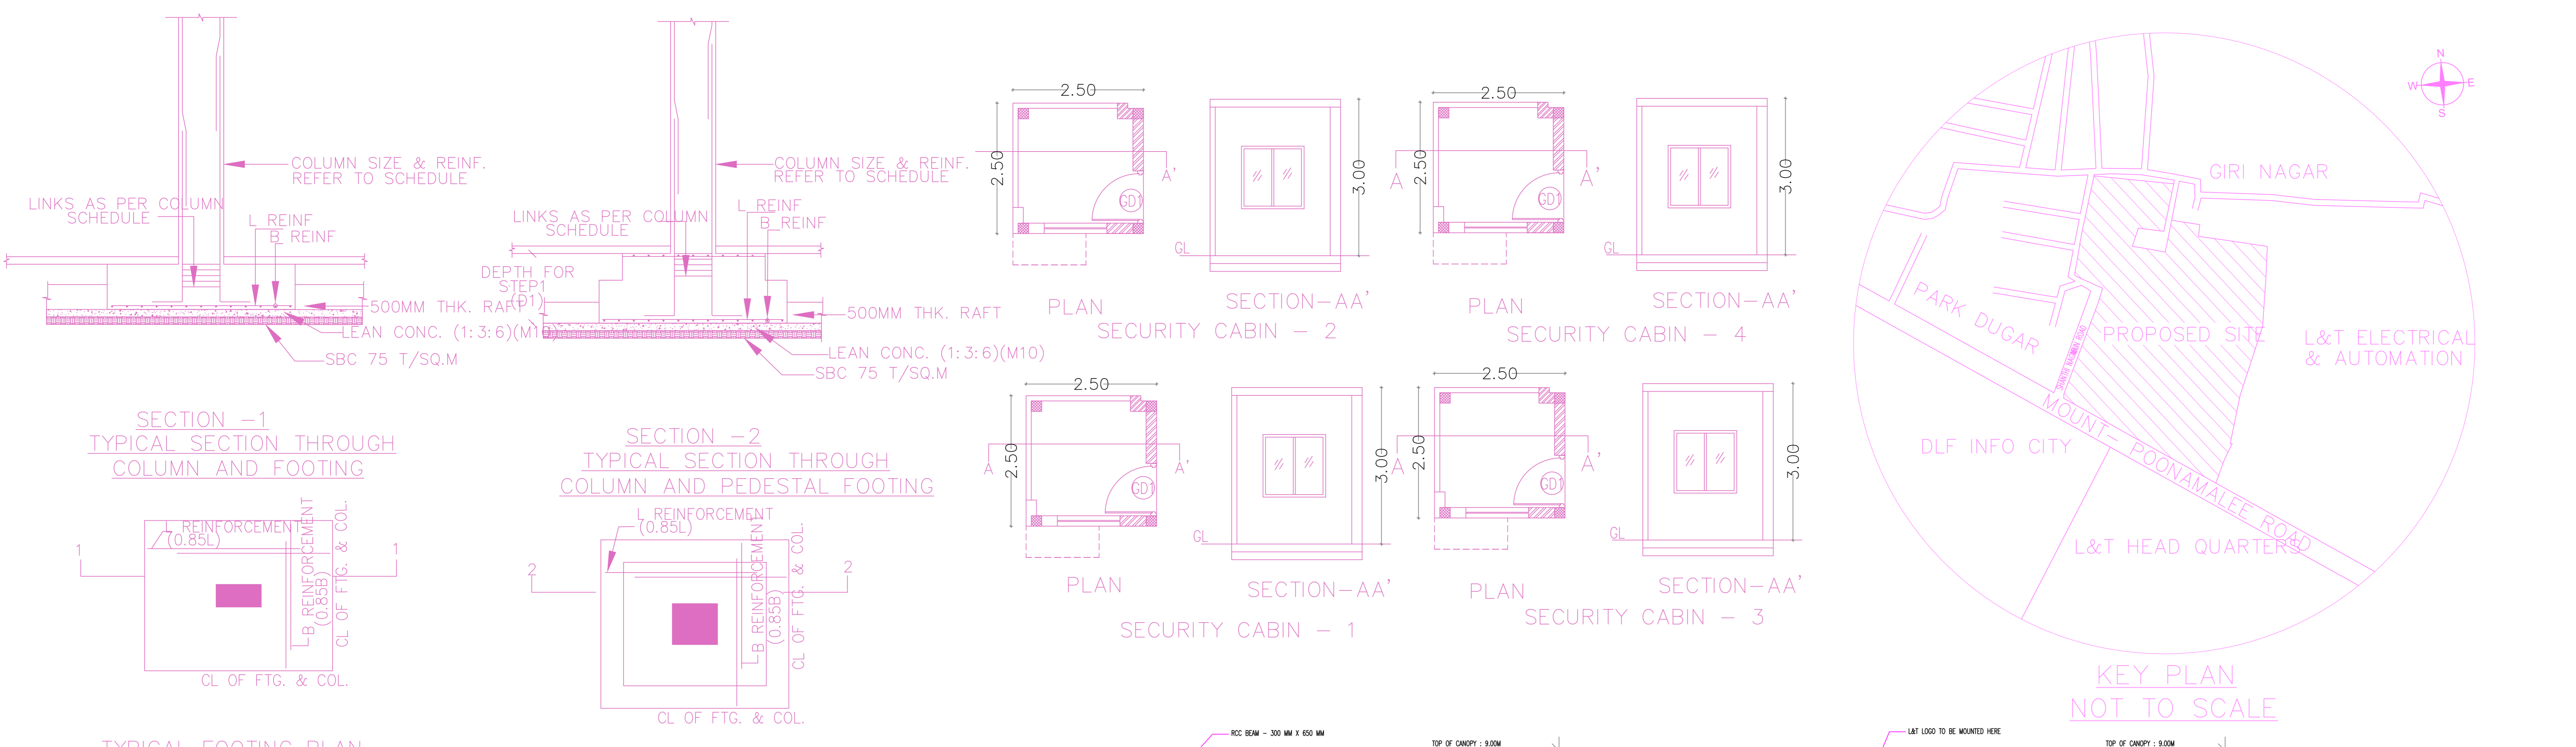 COLUMN SIZE & REINF.
REFER TO SCHEDULE
LINKS AS PER COLUMN
SCHEDULE
L REINF
B REINF
500MM THK. RAFT
LEAN CONC. (1:3:6)(M10)
SBC 75 T/SQ.M
SECTION -1
TYPICAL SECTION THROUGH
COLUMN AND FOOTING
COLUMN SIZE & REINF.
REFER TO SCHEDULE
LINKS AS PER COLUMN
SCHEDULE
L REINF
B REINF
DEPTH FOR
STEP1
(D1)
500MM THK. RAFT
LEAN CONC. (1:3:6)(M10)
SBC 75 T/SQ.M
SECTION -2
TYPICAL SECTION THROUGH
COLUMN AND PEDESTAL FOOTING
L REINFORCEMENT
(0.85L)
1
1
B REINFORCEMENT
(0.85B)
CL OF FTG. & COL.
CL OF FTG. & COL.
TYPICAL FOOTING PLAN
L REINFORCEMENT
(0.85L)
2
2
B REINFORCEMENT
(0.85B)
CL OF FTG. & COL.
CL OF FTG. & COL.
2.50
2.50
A'
GD1
PLAN
GL
3.00
SECTION-AA'
SECURITY CABIN - 2
2.50
2.50
A
A'
GD1
PLAN
GL
3.00
SECTION-AA'
SECURITY CABIN - 4
2.50
2.50
A
A'
GD1
PLAN
GL
3.00
SECTION-AA'
SECURITY CABIN - 1
2.50
2.50
A
A'
GD1
PLAN
GL
3.00
SECTION-AA'
SECURITY CABIN - 3
N
W
E
S
GIRI NAGAR
PARK DUGAR
PROPOSED SITE
L&T ELECTRICAL
& AUTOMATION
MOUNT- POONAMALEE ROAD
DLF INFO CITY
L&T HEAD QUARTERS
KEY PLAN
NOT TO SCALE
RCC BEAM - 300 MM X 650 MM
TOP OF CANOPY : 9.00M
L&T LOGO TO BE MOUNTED HERE
TOP OF CANOPY : 9.00M